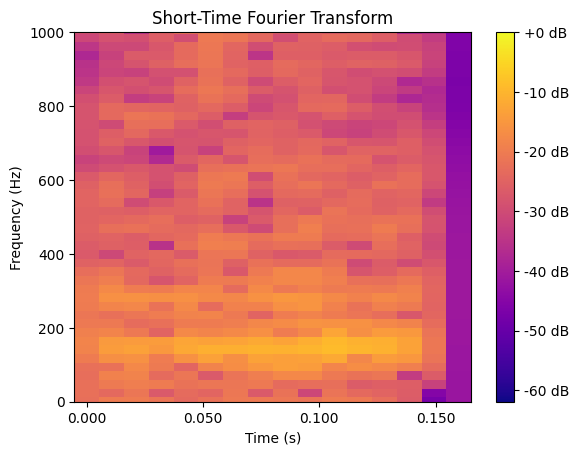 Short-Time Fourier Transform
1000
800
600
400
200
0
Frequency (Hz)
0.000
0.050
0.100
0.150
Time (s)
+0 dB
-10 dB
-20 dB
-30 dB
-40 dB
-50 dB
-60 dB